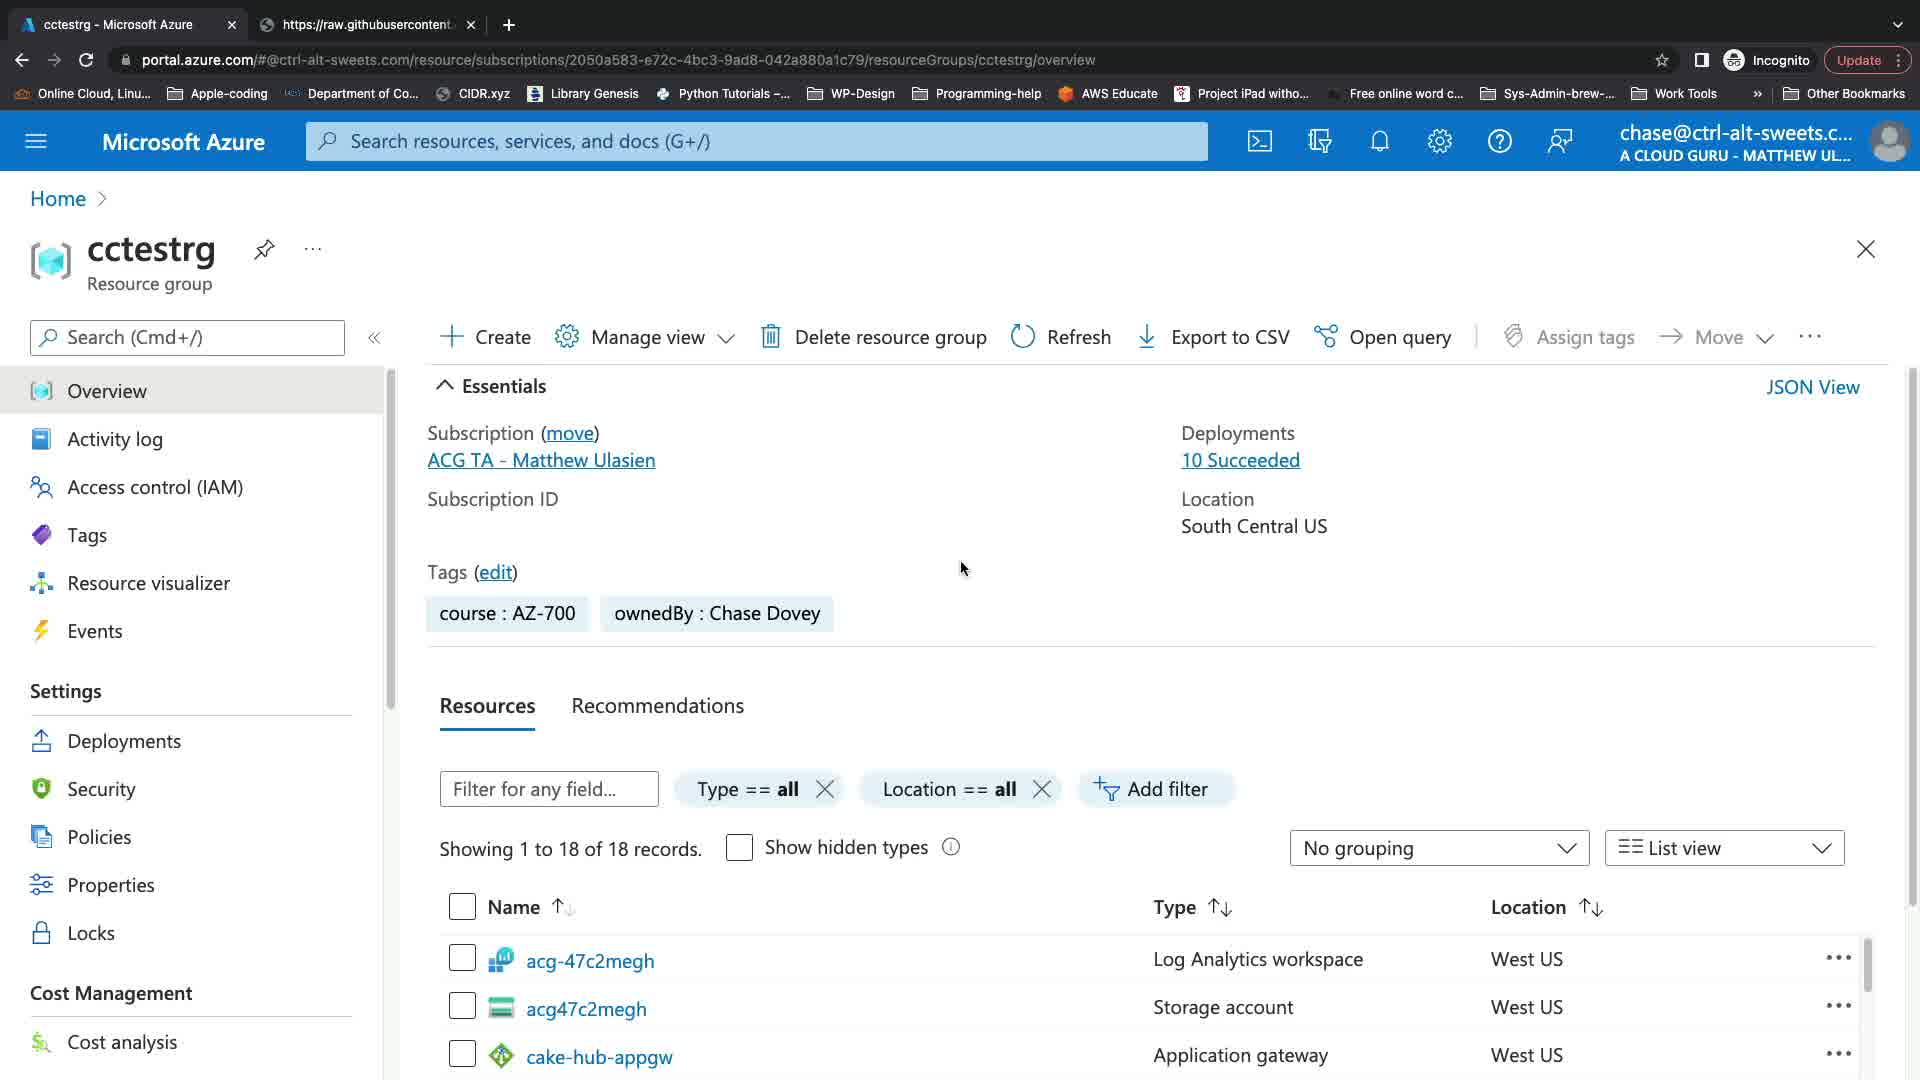 cctestrg - Microsoft Azure
https://raw.githubusercontent
portal.azure.com/#@ctrl-alt-sweets.com/resource/subscriptions/2050a583-e72c-4bc3-9ad8-042a880a1c79/resourceGroups/cctestrg/overview
Incognito
Update
Online Cloud, Linu...
Apple-coding
Department of Co...
CIDR.xyz
Library Genesis
Python Tutorials –...
WP-Design
Programming-help
AWS Educate
Project iPad witho...
Free online word c...
Sys-Admin-brew-...
Work Tools
»
Other Bookmarks
Microsoft Azure
Search resources, services, and docs (G+/)
chase@ctrl-alt-sweets.c...
A CLOUD GURU - MATTHEW UL...
Home
cctestrg
Resource group
Search (Cmd+/)
Create
Manage view
Delete resource group
Refresh
Export to CSV
Open query
Assign tags
Move
Overview
Activity log
Access control (IAM)
Tags
Resource visualizer
Events
Settings
Deployments
Security
Policies
Properties
Locks
Cost Management
Cost analysis
Essentials
JSON View
Subscription (move)
ACG TA - Matthew Ulasien
Subscription ID
Deployments
10 Succeeded
Location
South Central US
Tags (edit)
course : AZ-700
ownedBy : Chase Dovey
Resources
Recommendations
Filter for any field...
Type == all
Location == all
Add filter
Showing 1 to 18 of 18 records.
Show hidden types
No grouping
List view
Name
Type
Location
acg-47c2megh
Log Analytics workspace
West US
acg47c2megh
Storage account
West US
cake-hub-appgw
Application gateway
West US